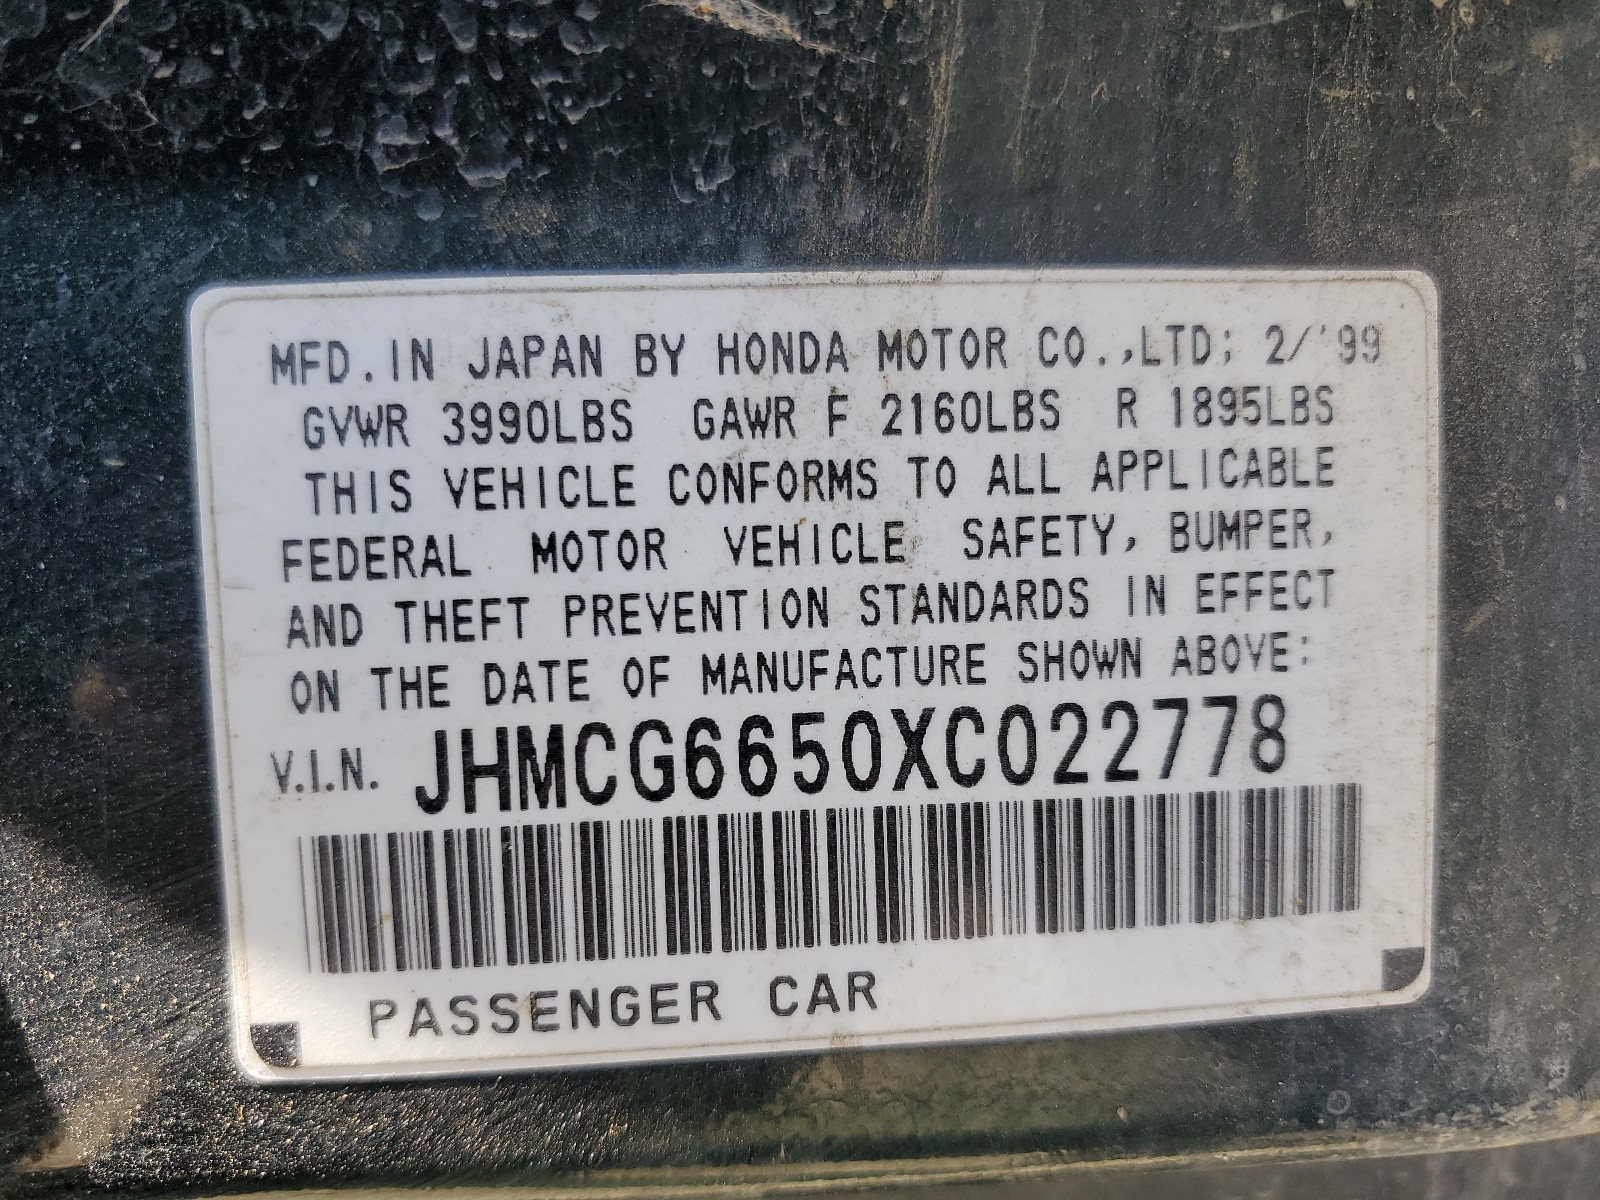 MFD.IN JAPAN BY HONDA MOTOR CO.,LTD; 2/'99
GVWR 3990LBS GAWR F 2160LBS R 1895LBS
THIS VEHICLE CONFORMS TO ALL APPLICABLE
FEDERAL MOTOR VEHICLE SAFETY, BUMPER,
AND THEFT PREVENTION STANDARDS IN EFFECT
ON THE DATE OF MANUFACTURE SHOWN ABOVE:
V.I.N. JHMCG6650XC022778
PASSENGER CAR